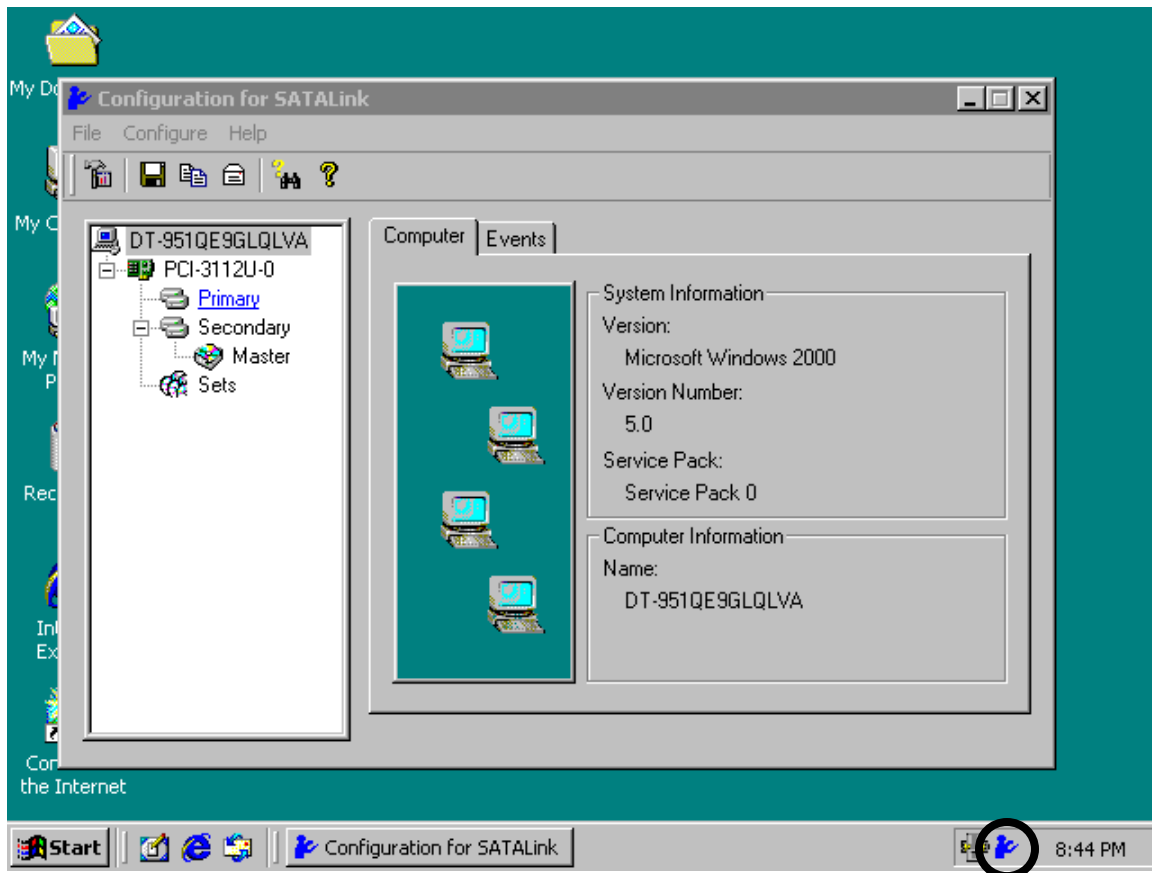 My Do
Configuration for SATALink
File Configure Help
My C
DT-951QE9GLQLVA
PCI-3112U-0
Primary
Secondary
Master
Sets
Computer Events
System Information
Version:
Microsoft Windows 2000
Version Number:
5.0
Service Pack:
Service Pack 0
Computer Information
Name:
DT-951QE9GLQLVA
My
P
Rec
Int
Ex
Con
the Internet
Start
Configuration for SATALink
8:44 PM